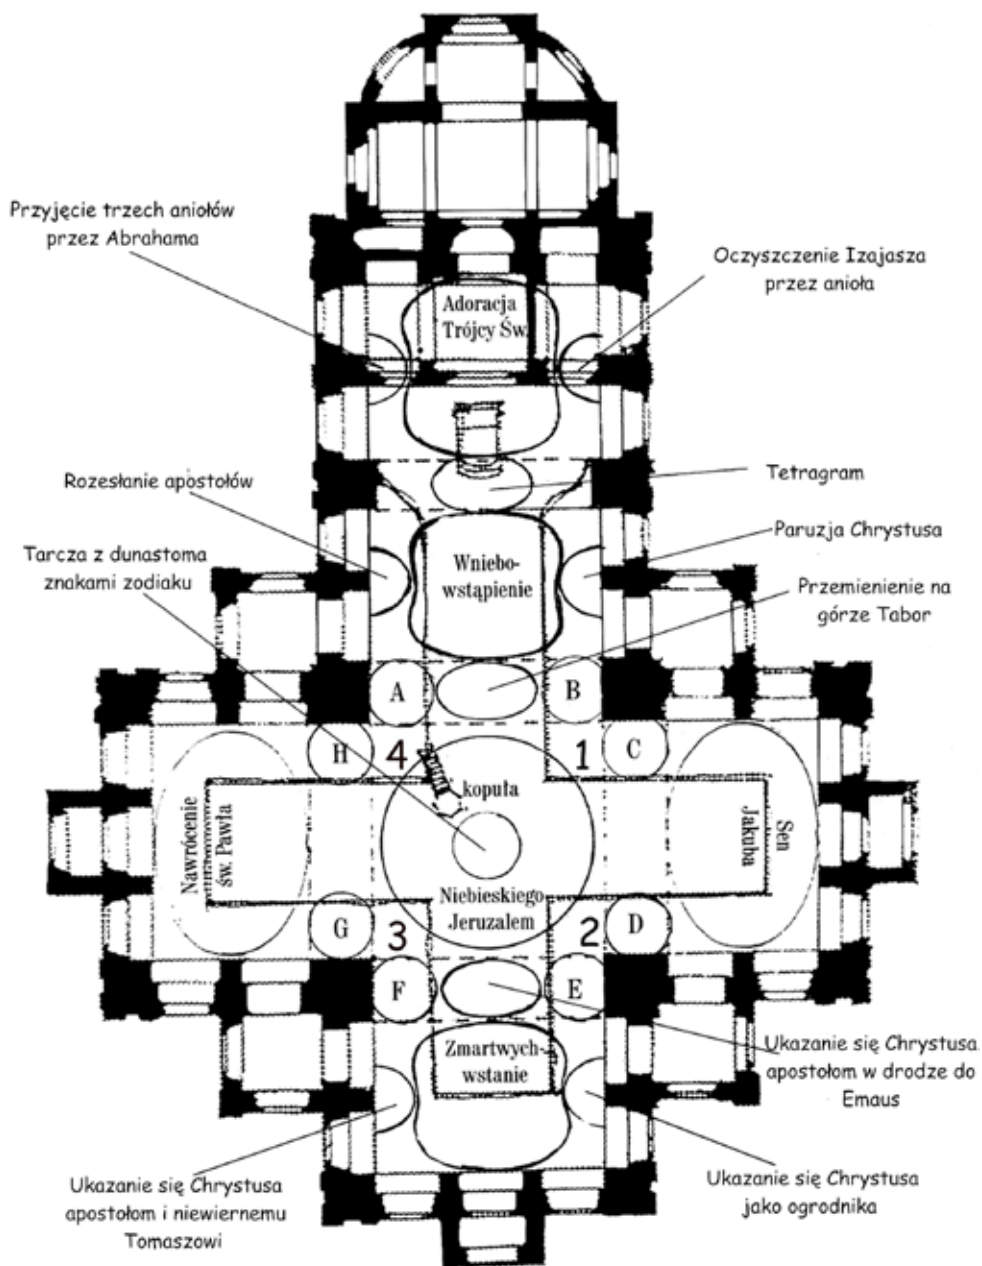 Przyjęcie trzech aniołów
przez Abrahama
Oczyszczenie Izajasza
przez anioła
Adoracja
Trójcy Św.
Rozesłanie apostołów
Tetragram
Tarcza z dunastoma
znakami zodiaku
Paruzja Chrystusa
Wniebo-
wstąpienie
Przemienienie na
górze Tabor
A
B
H
4
1
C
kopuła
Nawrócenie
św. Pawła
Sen
Jakuba
Niebieskiego
Jeruzalem
G
3
2
D
F
E
Zmartwych-
wstanie
Ukazanie się Chrystusa
apostołom w drodze do
Emaus
Ukazanie się Chrystusa
apostołom i niewiernemu
Tomaszowi
Ukazanie się Chrystusa
jako ogrodnika